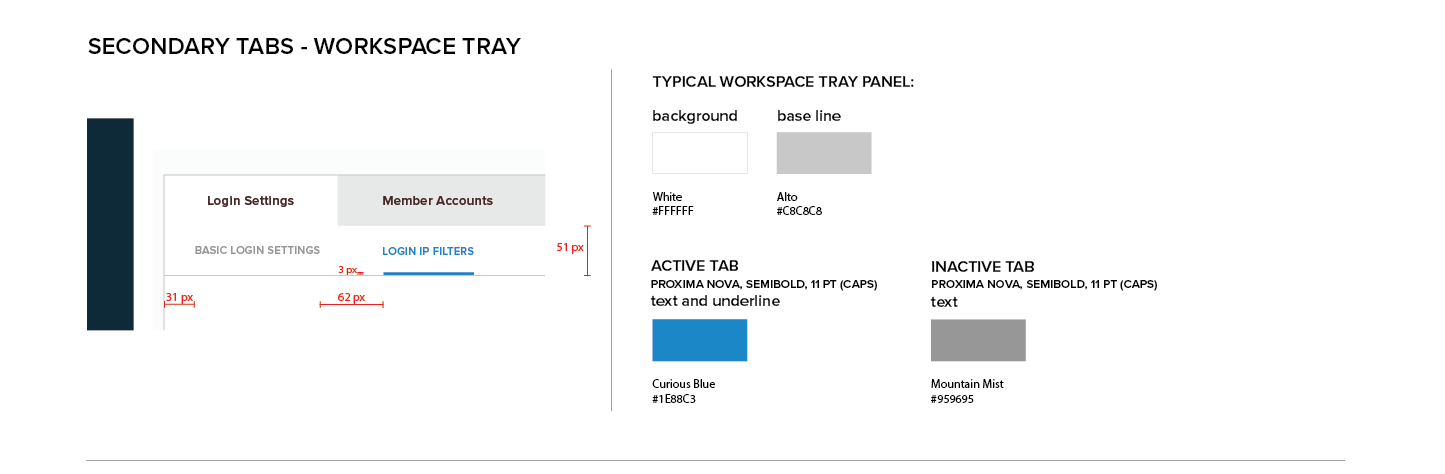 SECONDARY TABS - WORKSPACE TRAY
Login Settings
Member Accounts
BASIC LOGIN SETTINGS
LOGIN IP FILTERS
51 px
3 px
31 px
62 px
TYPICAL WORKSPACE TRAY PANEL:
background
base line
White
#FFFFFF
Alto
#C8C8C8
ACTIVE TAB
PROXIMA NOVA, SEMIBOLD, 11 PT (CAPS)
text and underline
Curious Blue
#1E88C3
INACTIVE TAB
PROXIMA NOVA, SEMIBOLD, 11 PT (CAPS)
text
Mountain Mist
#959695